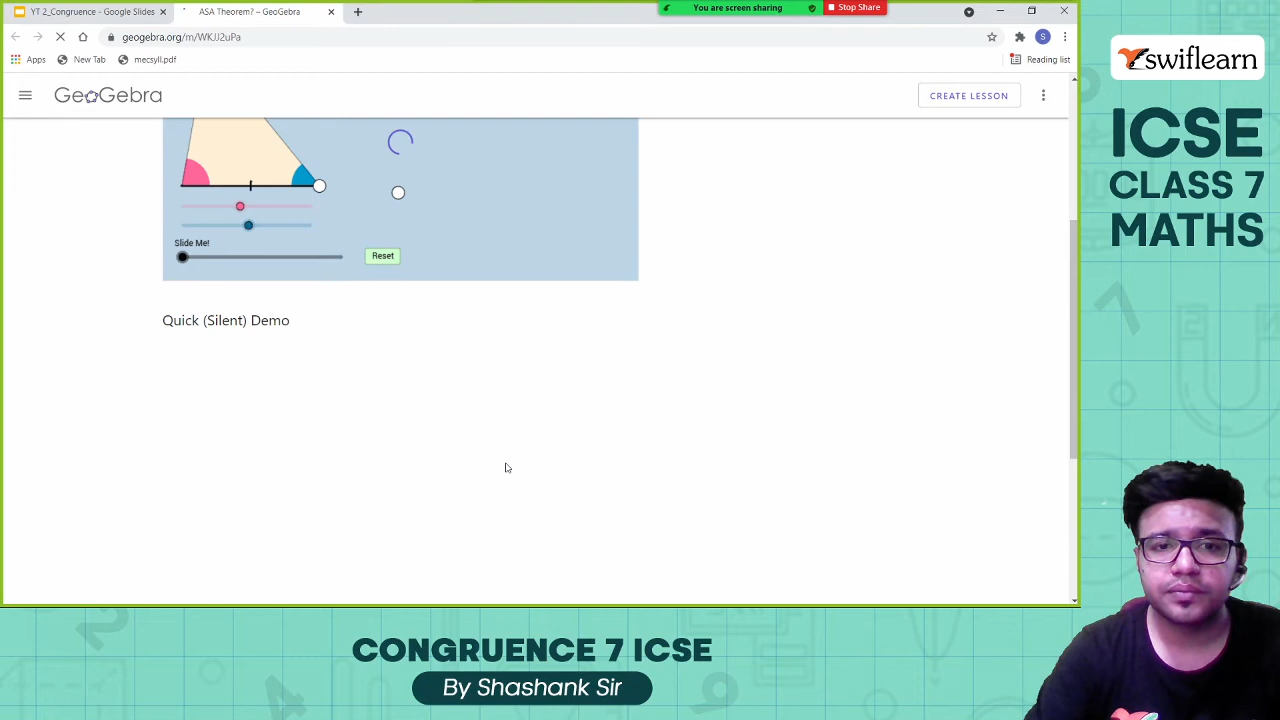 YT 2_Congruence - Google Slides
ASA Theorem? – GeoGebra
You are screen sharing
Stop Share
geogebra.org/m/WKJJ2uPa
S
Apps
New Tab
mecsyll.pdf
Reading list
GeoGebra
CREATE LESSON
Slide Me!
Reset
Quick (Silent) Demo
swiflearn
ICSE
CLASS 7
MATHS
CONGRUENCE 7 ICSE
By Shashank Sir